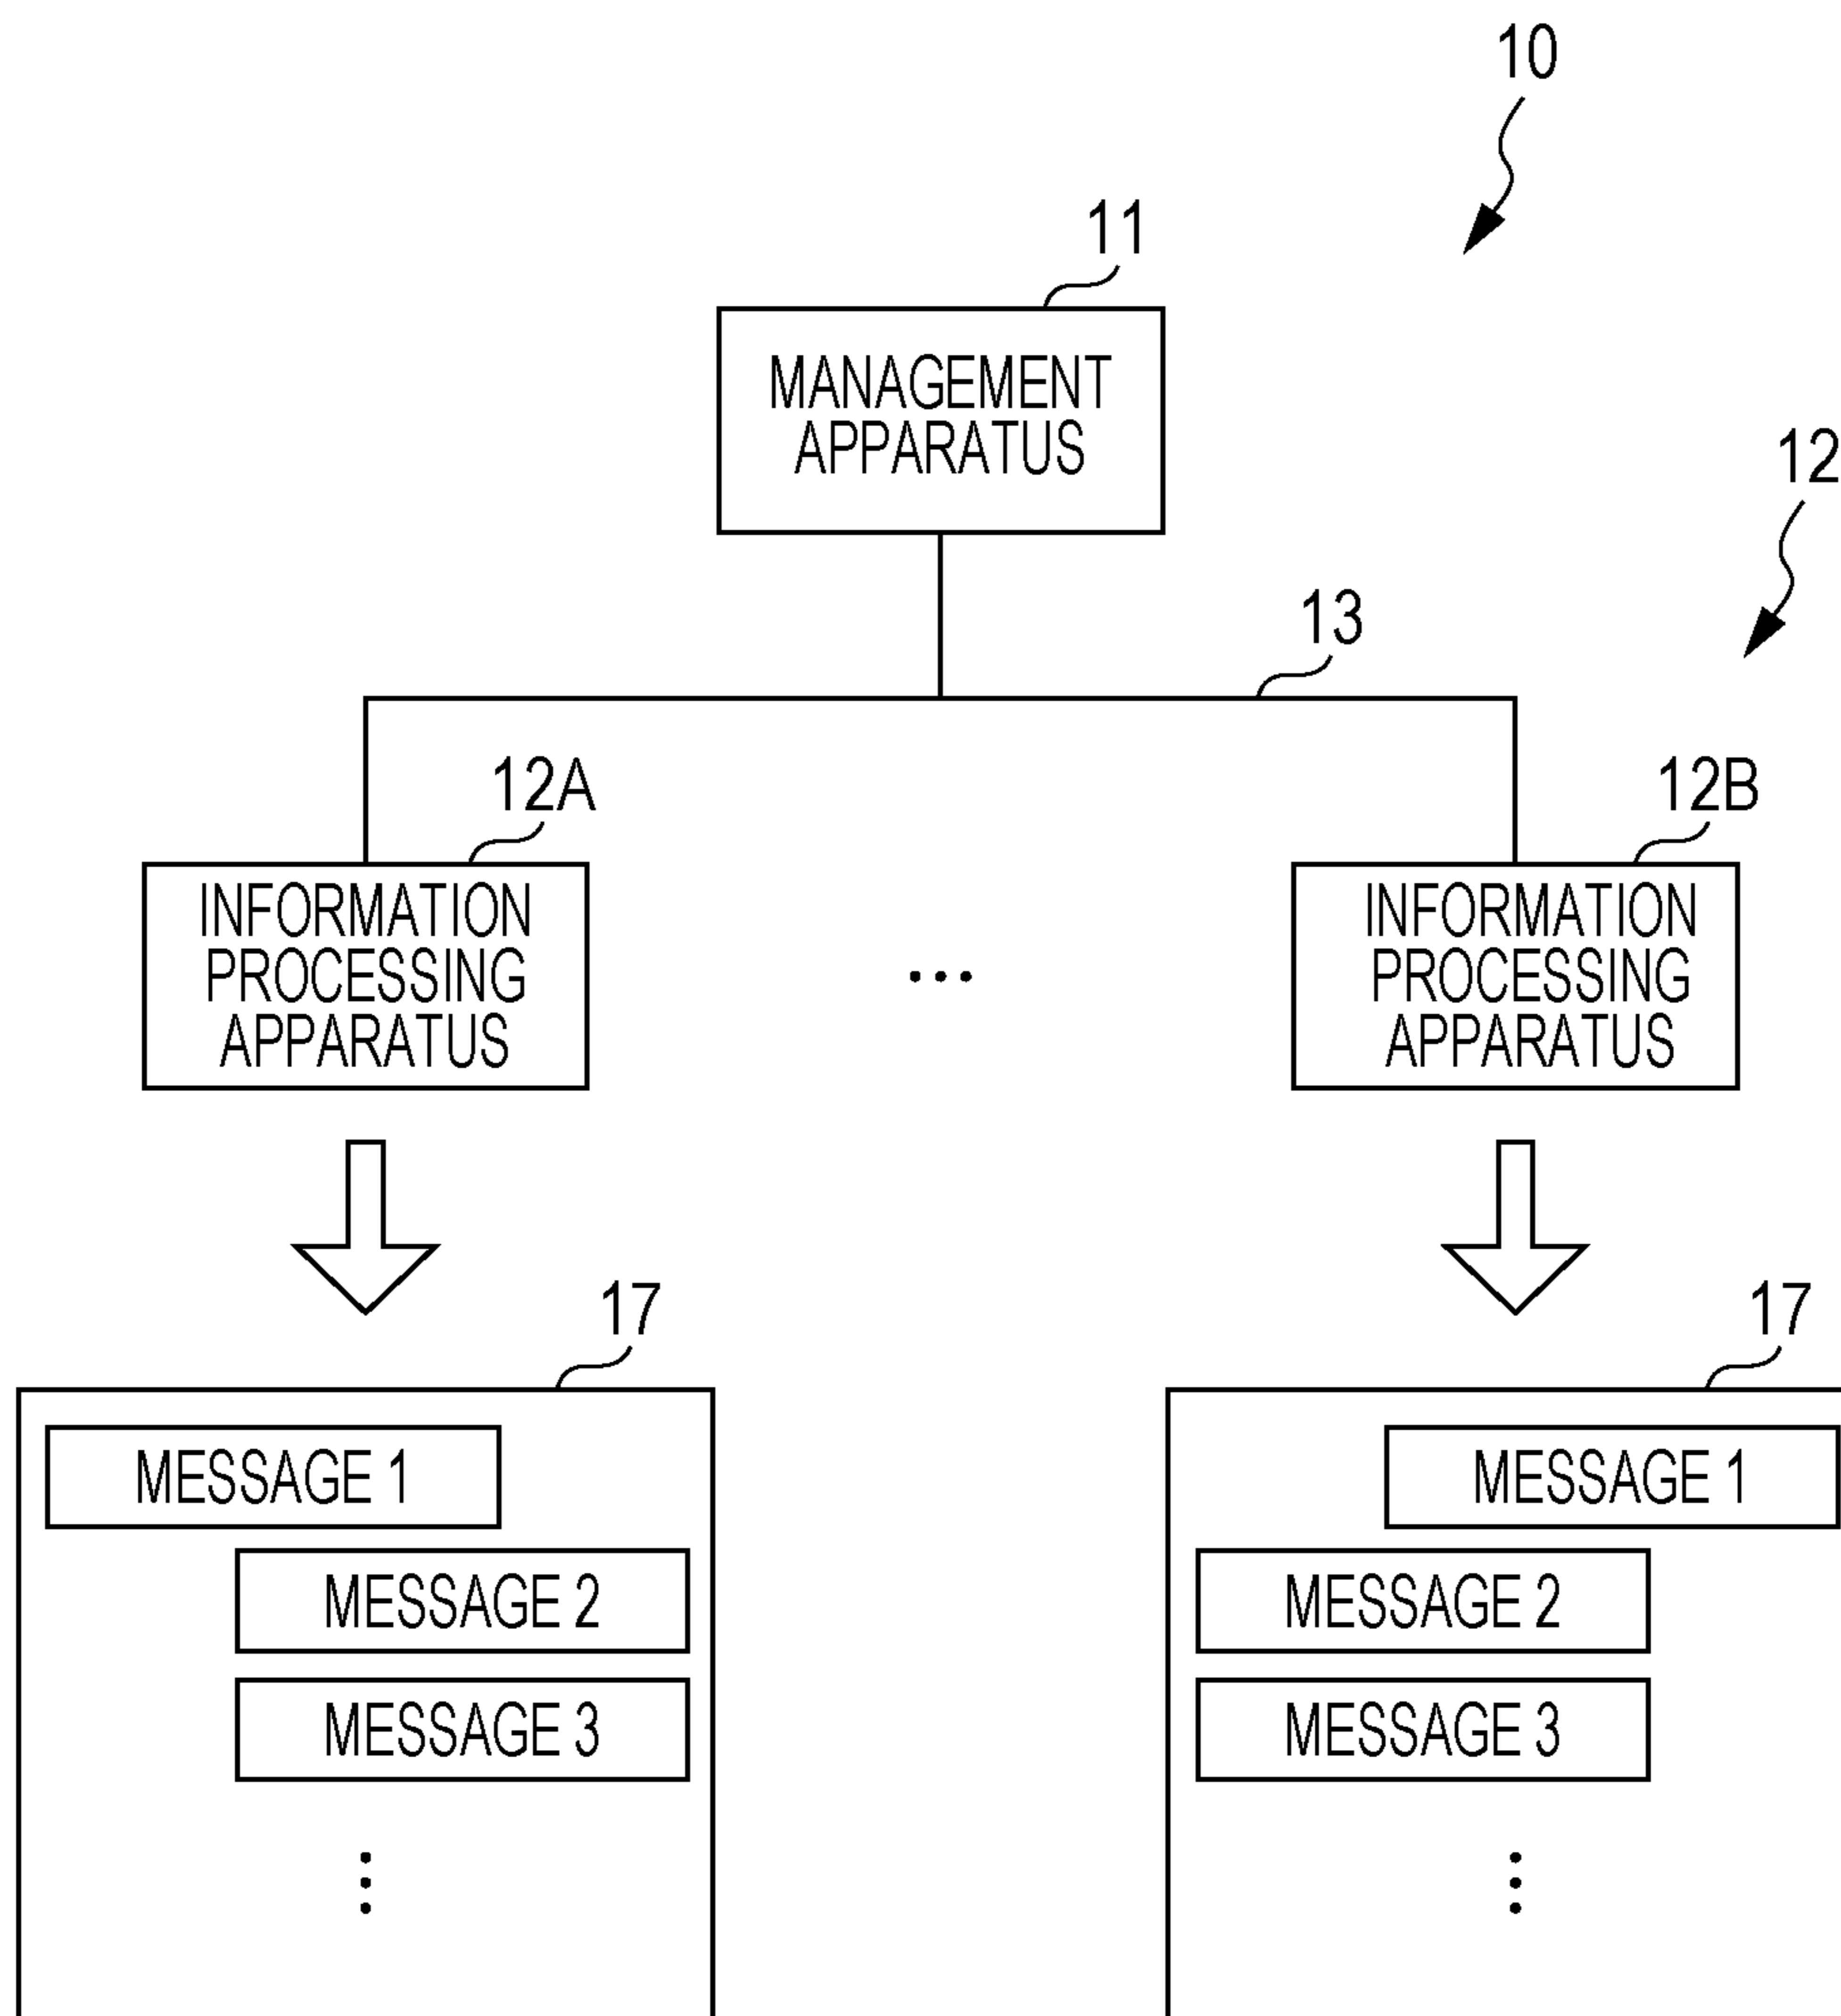 10
11
MANAGEMENT
APPARATUS
12
13
12A
12B
INFORMATION
PROCESSING
APPARATUS
...
INFORMATION
PROCESSING
APPARATUS
17
17
MESSAGE 1
MESSAGE 2
MESSAGE 3
MESSAGE 1
MESSAGE 2
MESSAGE 3